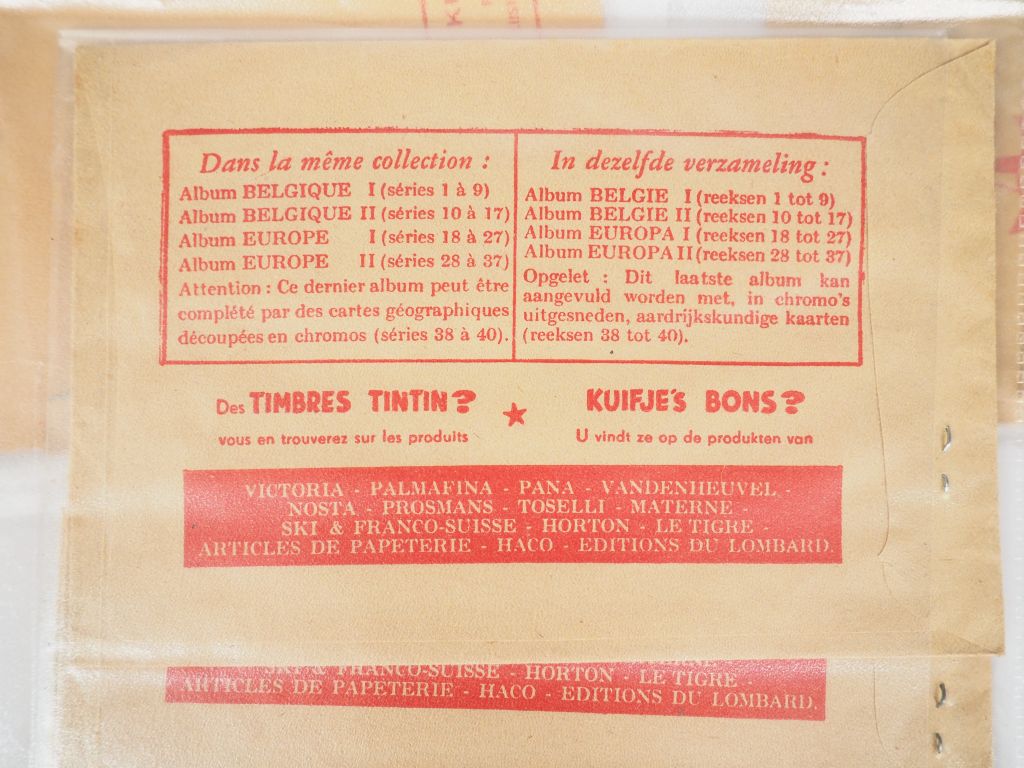 Dans la même collection :
Album BELGIQUE I (séries 1 à 9)
Album BELGIQUE II (séries 10 à 17)
Album EUROPE I (séries 18 à 27)
Album EUROPE II (séries 28 à 37)
Attention : Ce dernier album peut être
complété par des cartes géographiques
découpées en chromos (séries 38 à 40).
In dezelfde verzameling :
Album BELGIE I (reeksen 1 tot 9)
Album BELGIE II (reeksen 10 tot 17)
Album EUROPA I (reeksen 18 tot 27)
Album EUROPA II (reeksen 28 tot 37)
Opgelet : Dit laatste album kan
aangevuld worden met, in chromo's
uitgesneden, aardrijkskundige kaarten
(reeksen 38 tot 40).
Des TIMBRES TINTIN ?
vous en trouverez sur les produits
KUIFJE'S BONS ?
U vindt ze op de produkten van
VICTORIA - PALMAFINA - PANA - VANDENHEUVEL -
NOSTA - PROSMANS - TOSELLI - MATERNE -
SKI & FRANCO-SUISSE - HORTON - LE TIGRE -
ARTICLES DE PAPETERIE - HACO - EDITIONS DU LOMBARD.
SKI & FRANCO-SUISSE - HORTON - LE TIGRE -
ARTICLES DE PAPETERIE - HACO - EDITIONS DU LOMBARD.